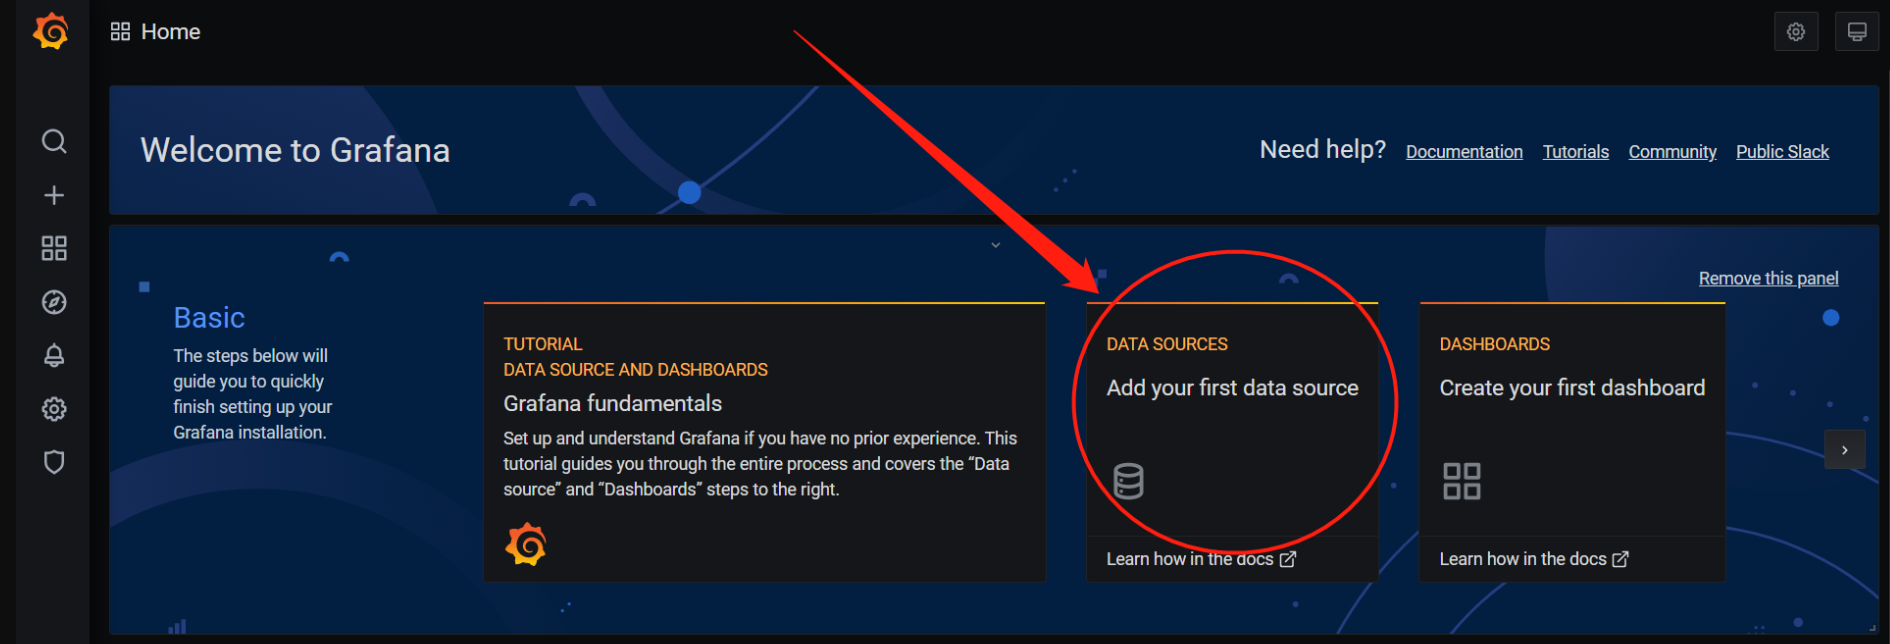 Home
Welcome to Grafana
Need help? Documentation Tutorials Community Public Slack
Remove this panel
Basic
The steps below will
guide you to quickly
finish setting up your
Grafana installation.
TUTORIAL
DATA SOURCE AND DASHBOARDS
Grafana fundamentals
Set up and understand Grafana if you have no prior experience. This
tutorial guides you through the entire process and covers the “Data
source” and “Dashboards” steps to the right.
DATA SOURCES
Add your first data source
Learn how in the docs
DASHBOARDS
Create your first dashboard
Learn how in the docs